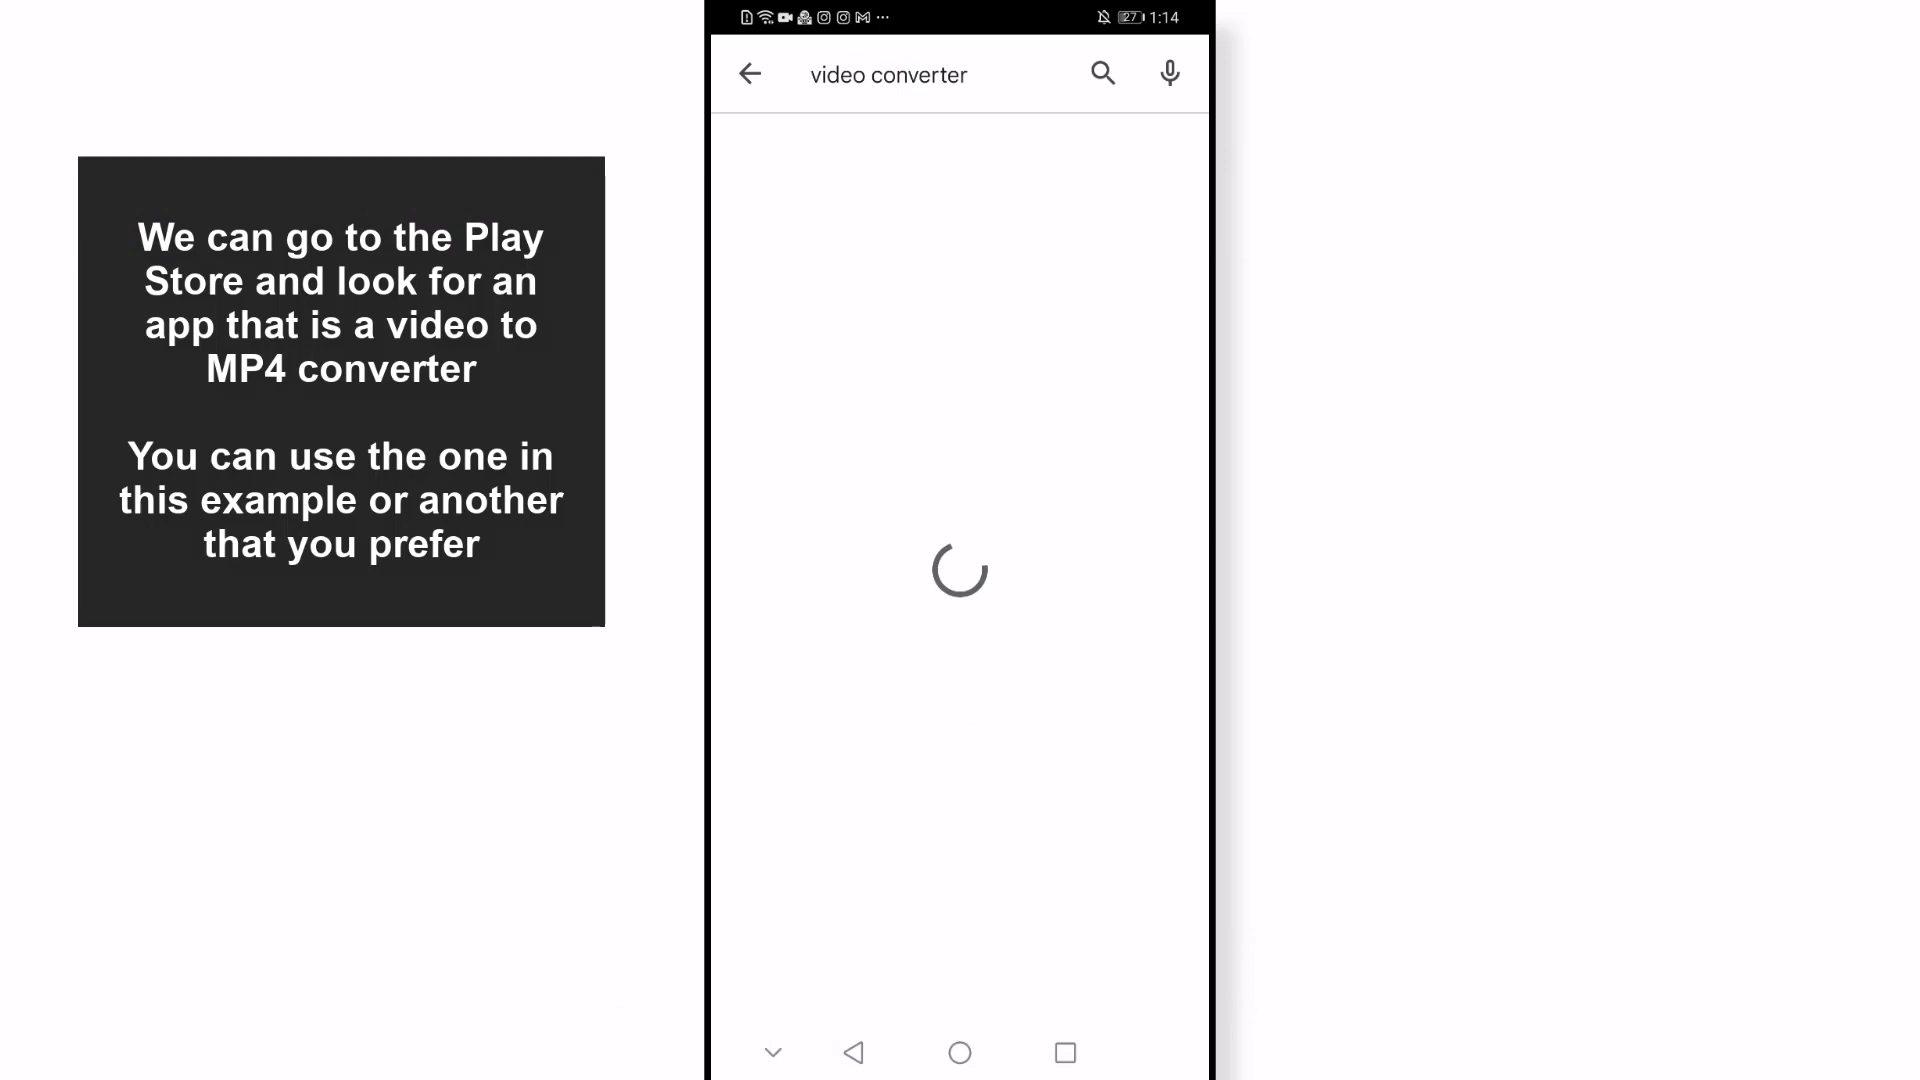 27 1:14
video converter
We can go to the Play
Store and look for an
app that is a video to
MP4 converter
You can use the one in
this example or another
that you prefer